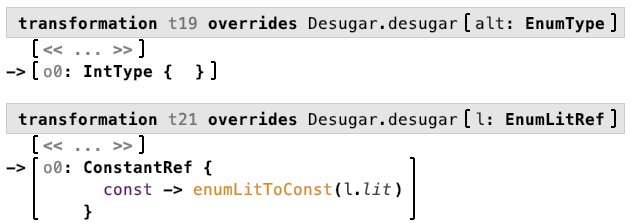 transformation t19 overrides Desugar.desugar[alt: EnumType]
[<< ... >>]
-> [o0: IntType { }]
transformation t21 overrides Desugar.desugar[l: EnumLitRef]
[<< ... >>]
-> [o0: ConstantRef {
const -> enumLitToConst(l.lit)
}]